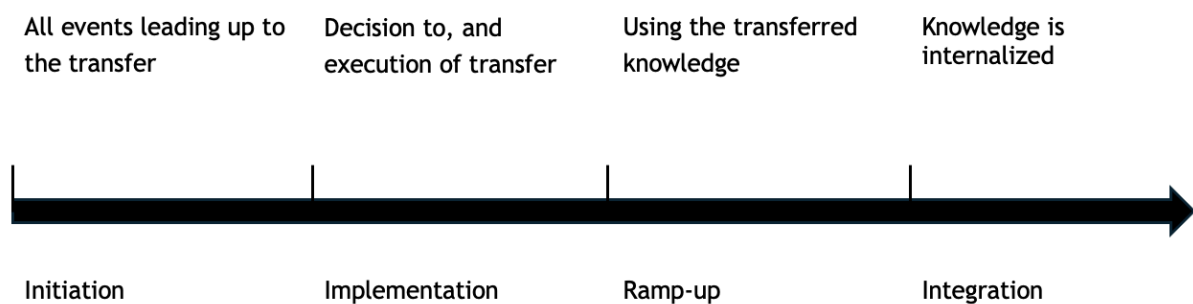 All events leading up to
the transfer
Decision to, and
execution of transfer
Using the transferred
knowledge
Knowledge is
internalized
Initiation
Implementation
Ramp-up
Integration